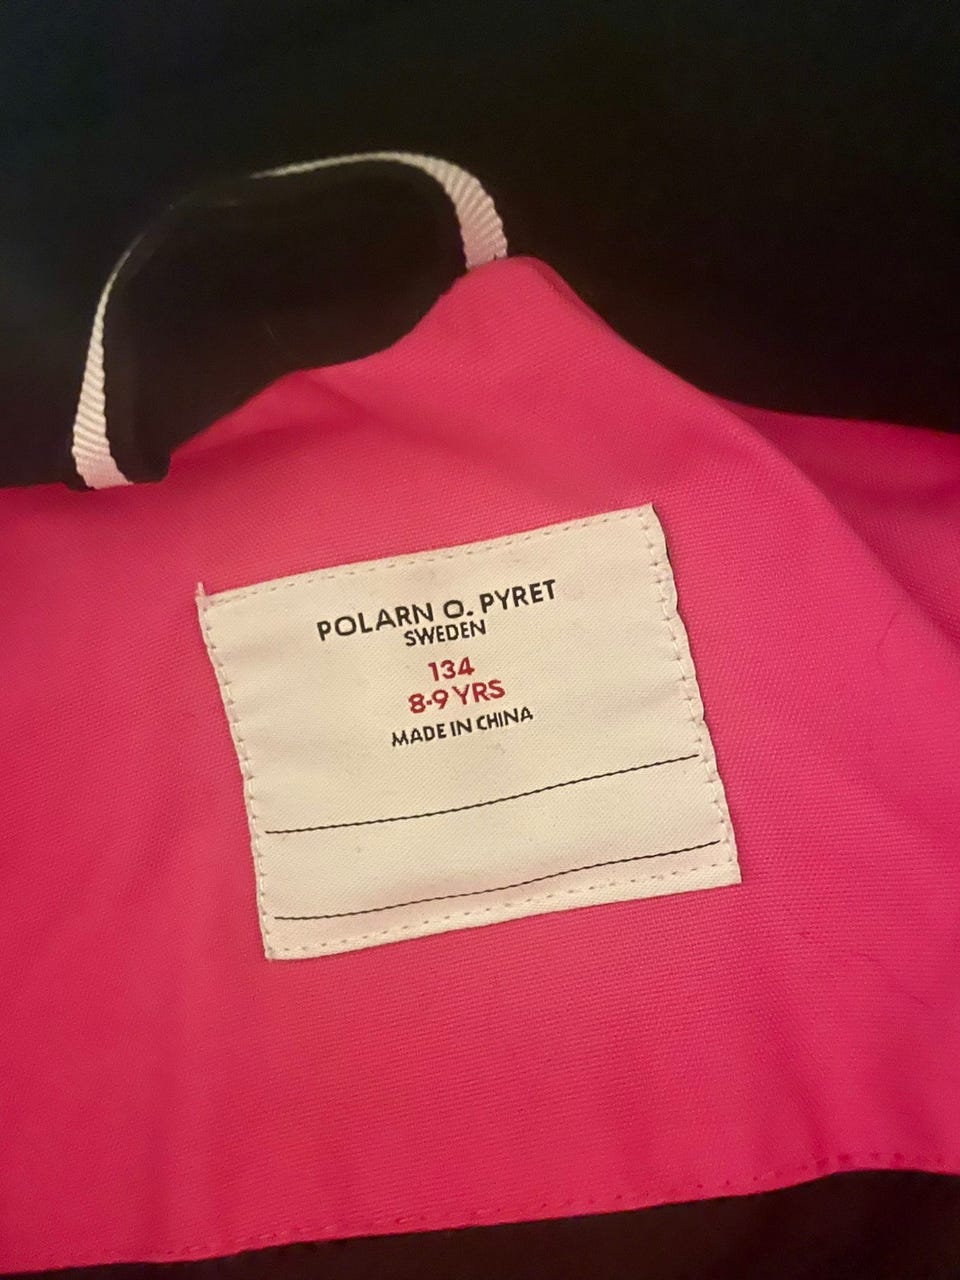 POLARN O. PYRET
SWEDEN
134
8-9 YRS
MADE IN CHINA